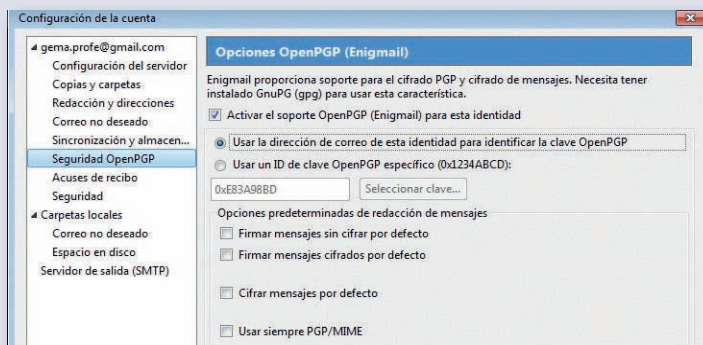 Configuración de la cuenta
gema.profe@gmail.com
Configuración del servidor
Copias y carpetas
Redacción y direcciones
Correo no deseado
Sincronización y almacen...
Seguridad OpenPGP
Acuses de recibo
Seguridad
Carpetas locales
Correo no deseado
Espacio en disco
Servidor de salida (SMTP)
Opciones OpenPGP (Enigmail)
Enigmail proporciona soporte para el cifrado PGP y cifrado de mensajes. Necesita tener
instalado GnuPG (gpg) para usar esta característica.
Activar el soporte OpenPGP (Enigmail) para esta identidad
Usar la dirección de correo de esta identidad para identificar la clave OpenPGP
Usar un ID de clave OpenPGP específico (0x1234ABCD):
0xE83A98BD
Seleccionar clave...
Opciones predeterminadas de redacción de mensajes
Firmar mensajes sin cifrar por defecto
Firmar mensajes cifrados por defecto
Cifrar mensajes por defecto
Usar siempre PGP/MIME